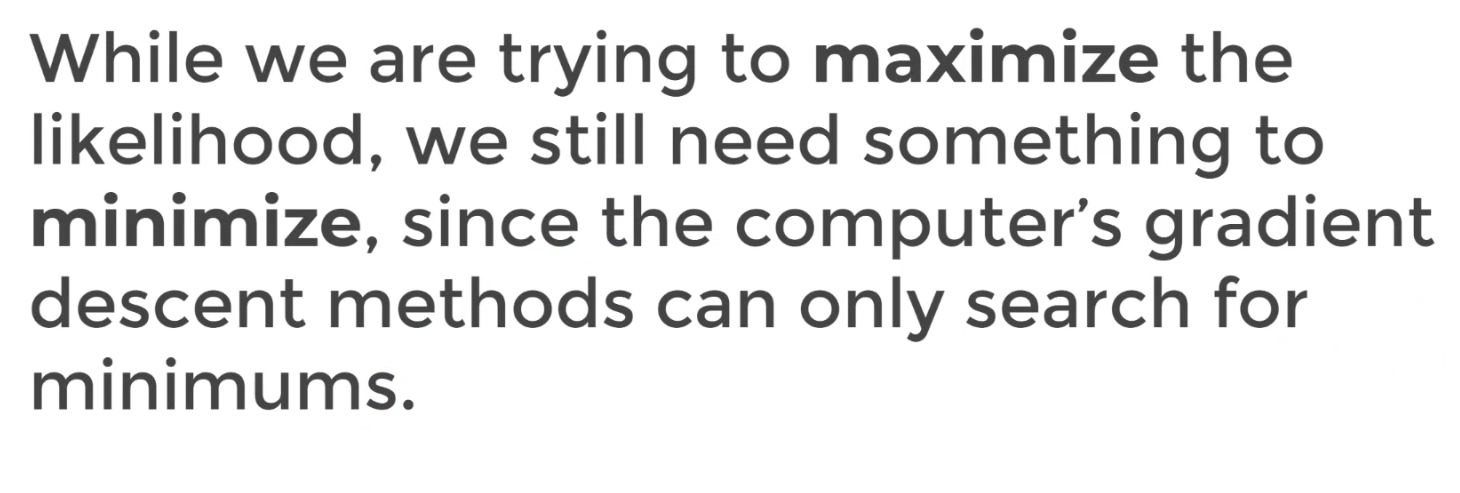 While we are trying to maximize the
likelihood, we still need something to
minimize, since the computer’s gradient
descent methods can only search for
minimums.